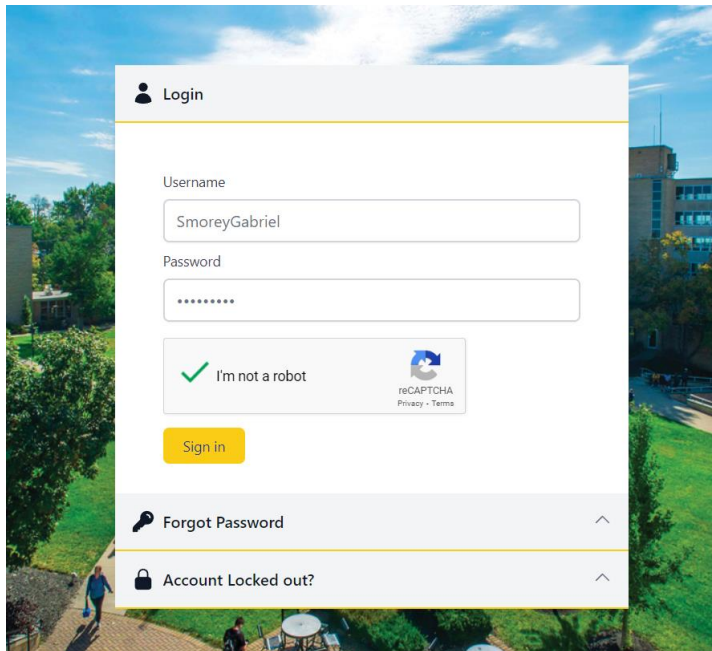 Login
Username
SmoreyGabriel
Password
•••••••••
I'm not a robot
reCAPTCHA
Privacy - Terms
Sign in
Forgot Password
Account Locked out?